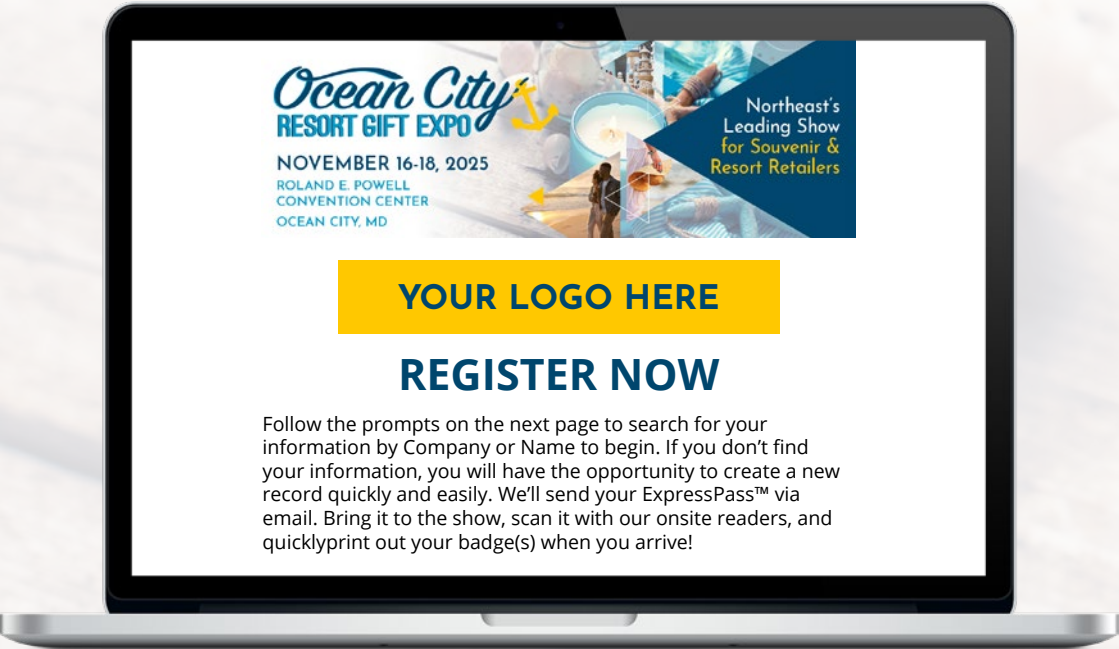 Ocean City
RESORT GIFT EXPO
NOVEMBER 16-18, 2025
ROLAND E. POWELL
CONVENTION CENTER
OCEAN CITY, MD
Northeast's
Leading Show
for Souvenir &
Resort Retailers
YOUR LOGO HERE
REGISTER NOW
Follow the prompts on the next page to search for your
information by Company or Name to begin. If you don’t find
your information, you will have the opportunity to create a new
record quickly and easily. We’ll send your ExpressPass™ via
email. Bring it to the show, scan it with our onsite readers, and
quicklyprint out your badge(s) when you arrive!